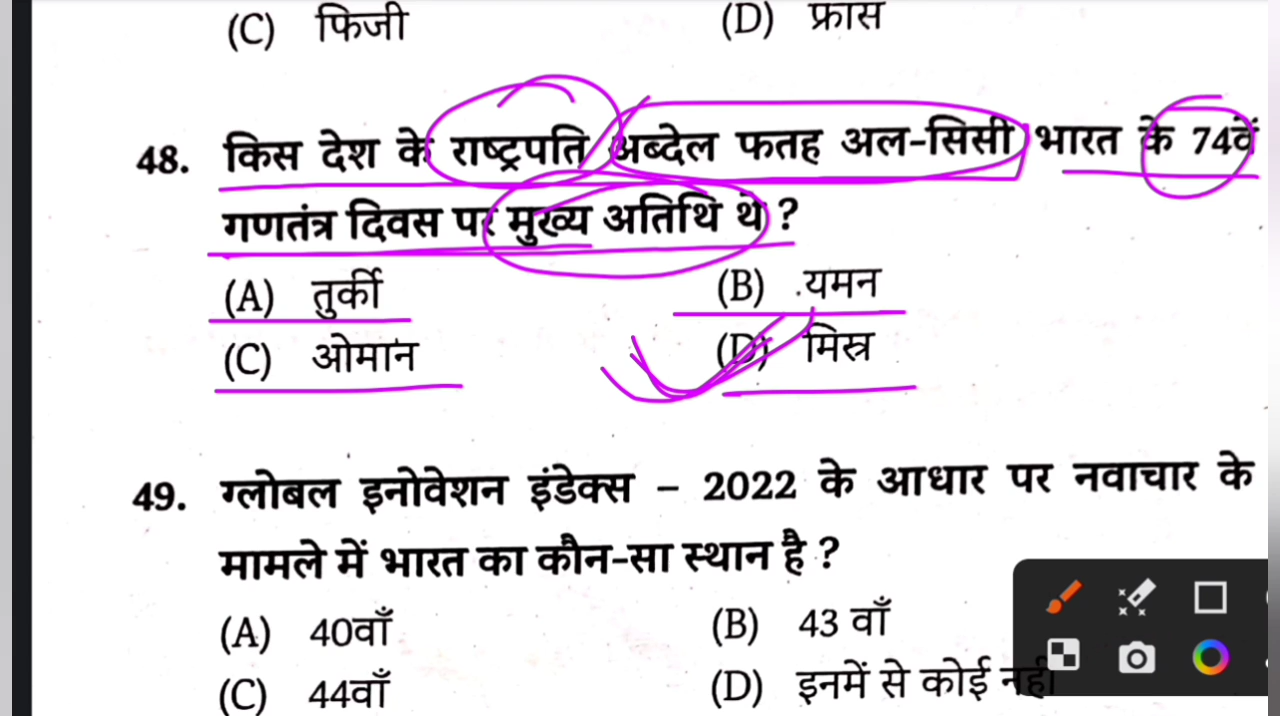 (C) फिजी (D) फ्रांस
48. किस देश के राष्ट्रपति अब्देल फतह अल-सिसी भारत के 74वें
गणतंत्र दिवस पर मुख्य अतिथि थे ?
(A) तुर्की (B) यमन
(C) ओमान (D) मिस्र
49. ग्लोबल इनोवेशन इंडेक्स – 2022 के आधार पर नवाचार के
मामले में भारत का कौन-सा स्थान है ?
(A) 40वाँ (B) 43 वाँ
(C) 44वाँ (D) इनमें से कोई नहीं